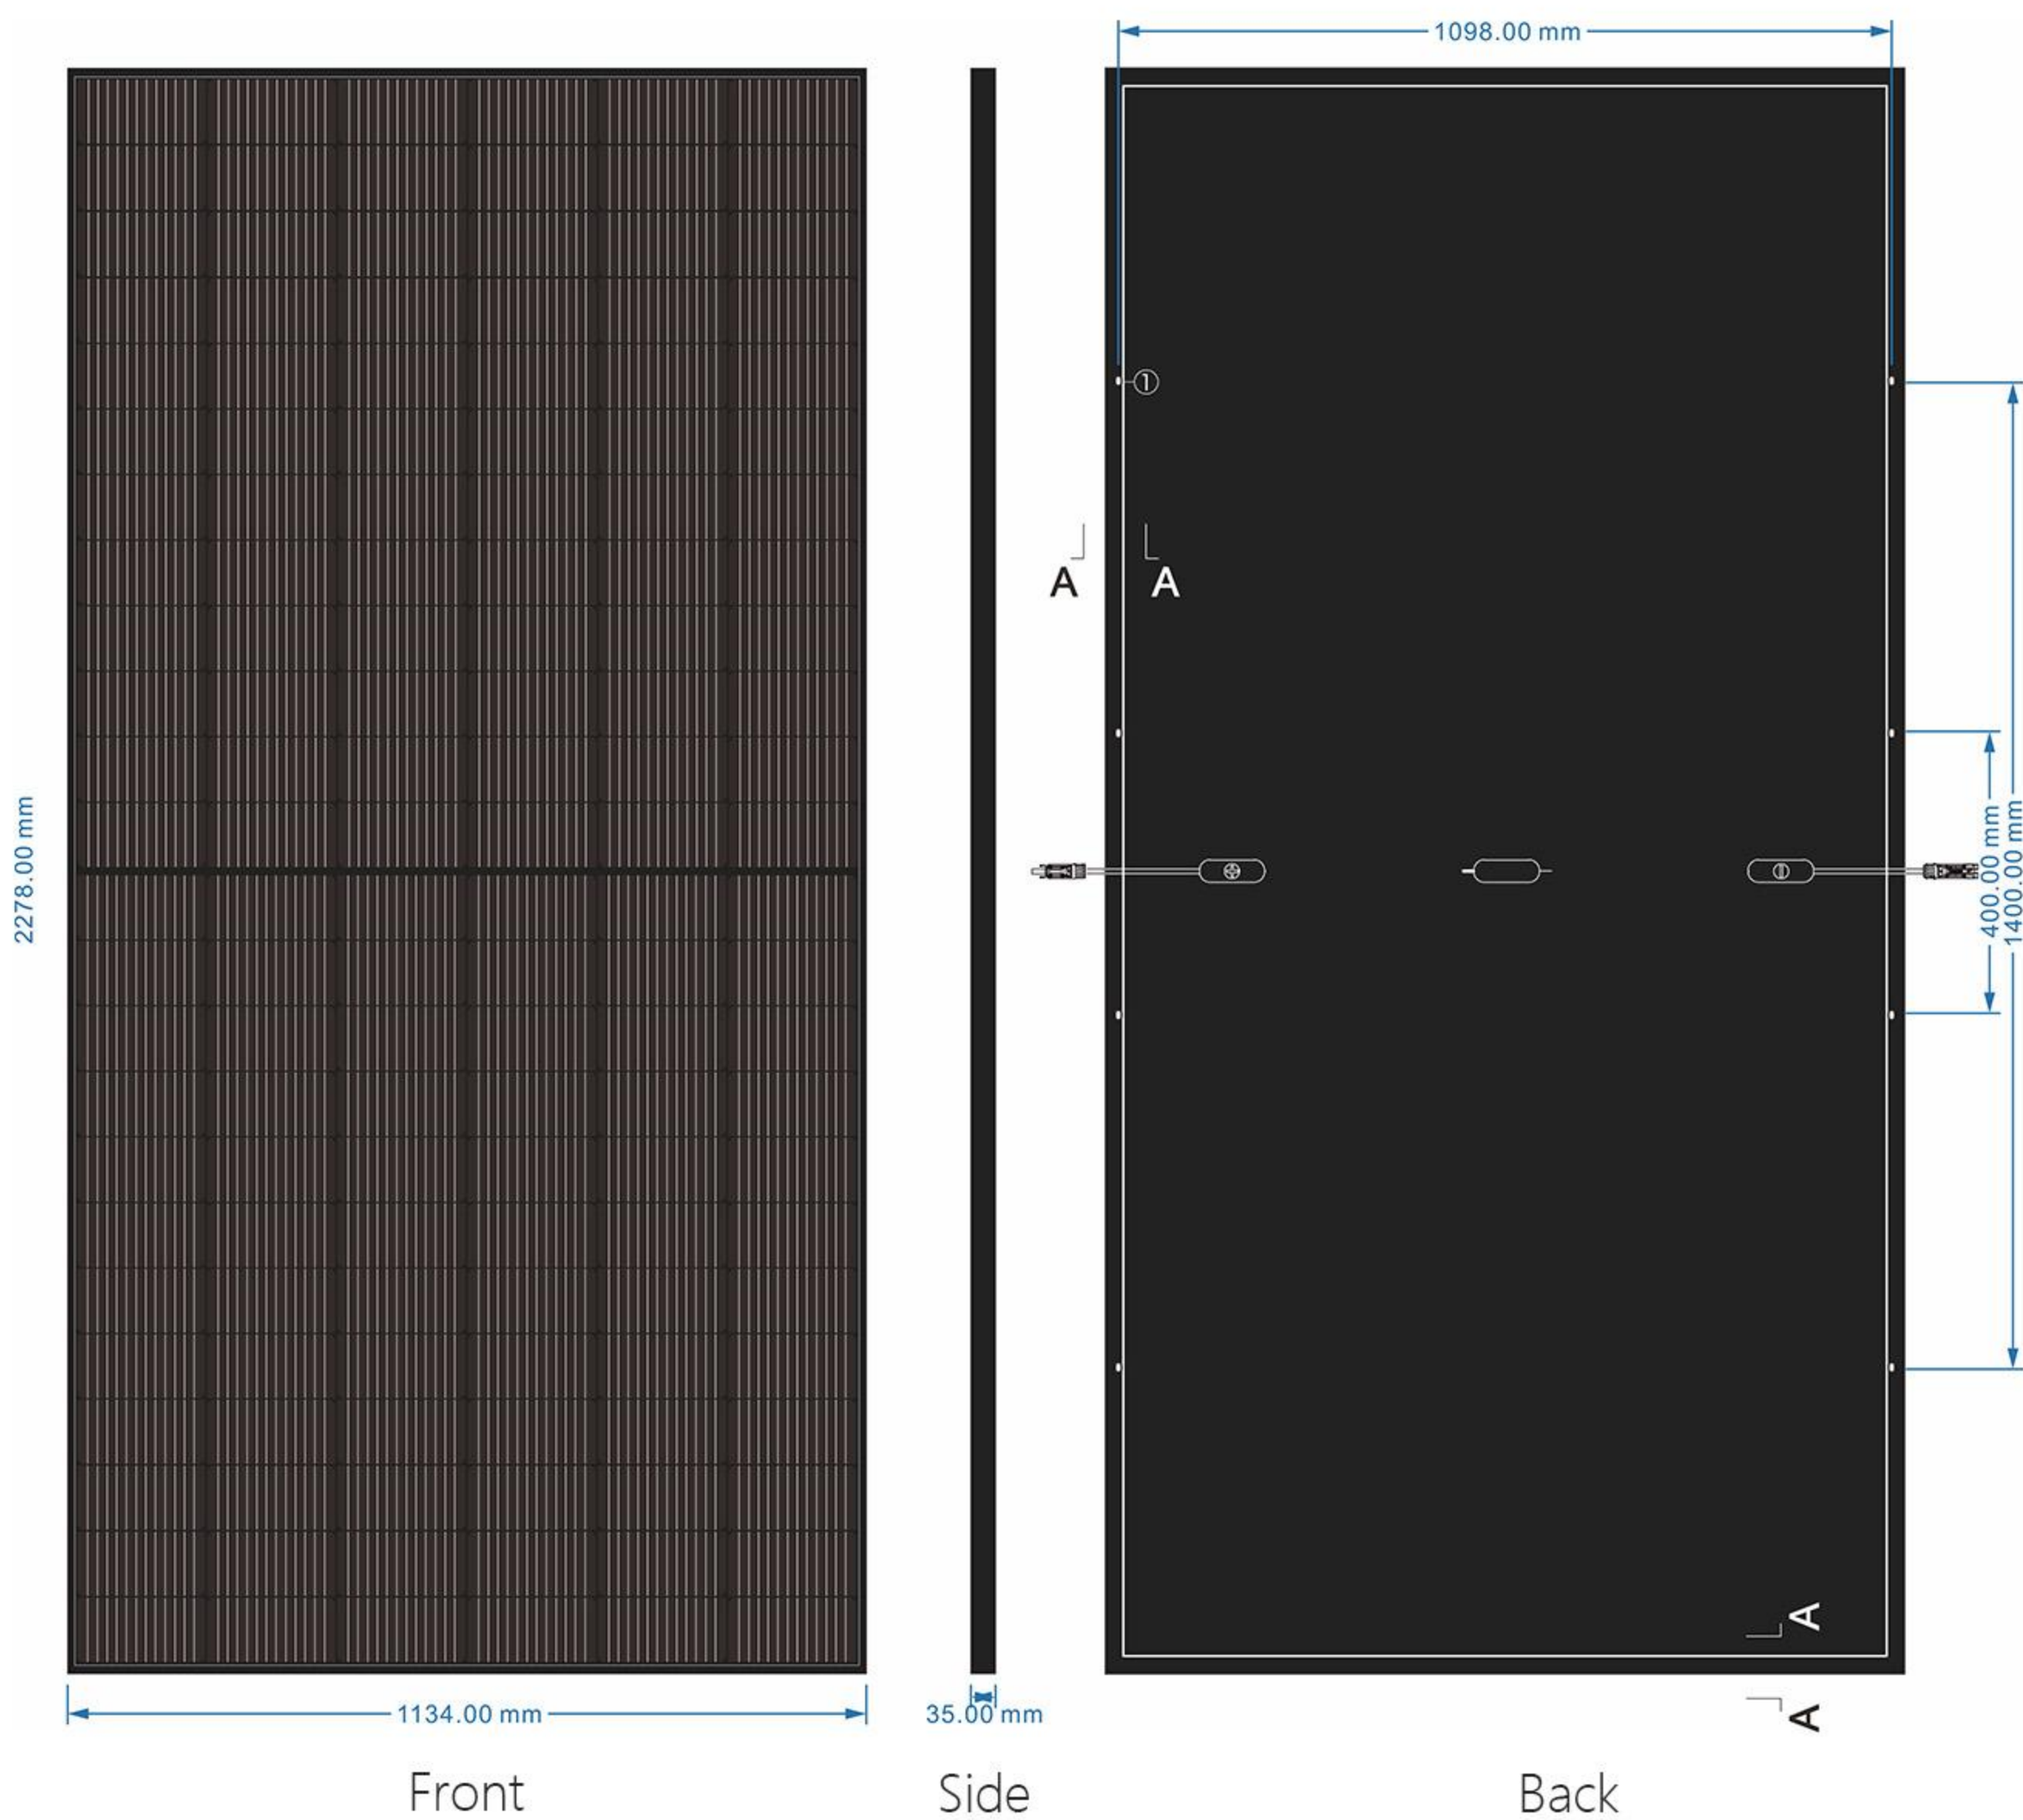 1098.00 mm
①
A A
2278.00 mm
400.00 mm
1400.00 mm
A
1134.00 mm
35.00 mm
A
Front Side Back